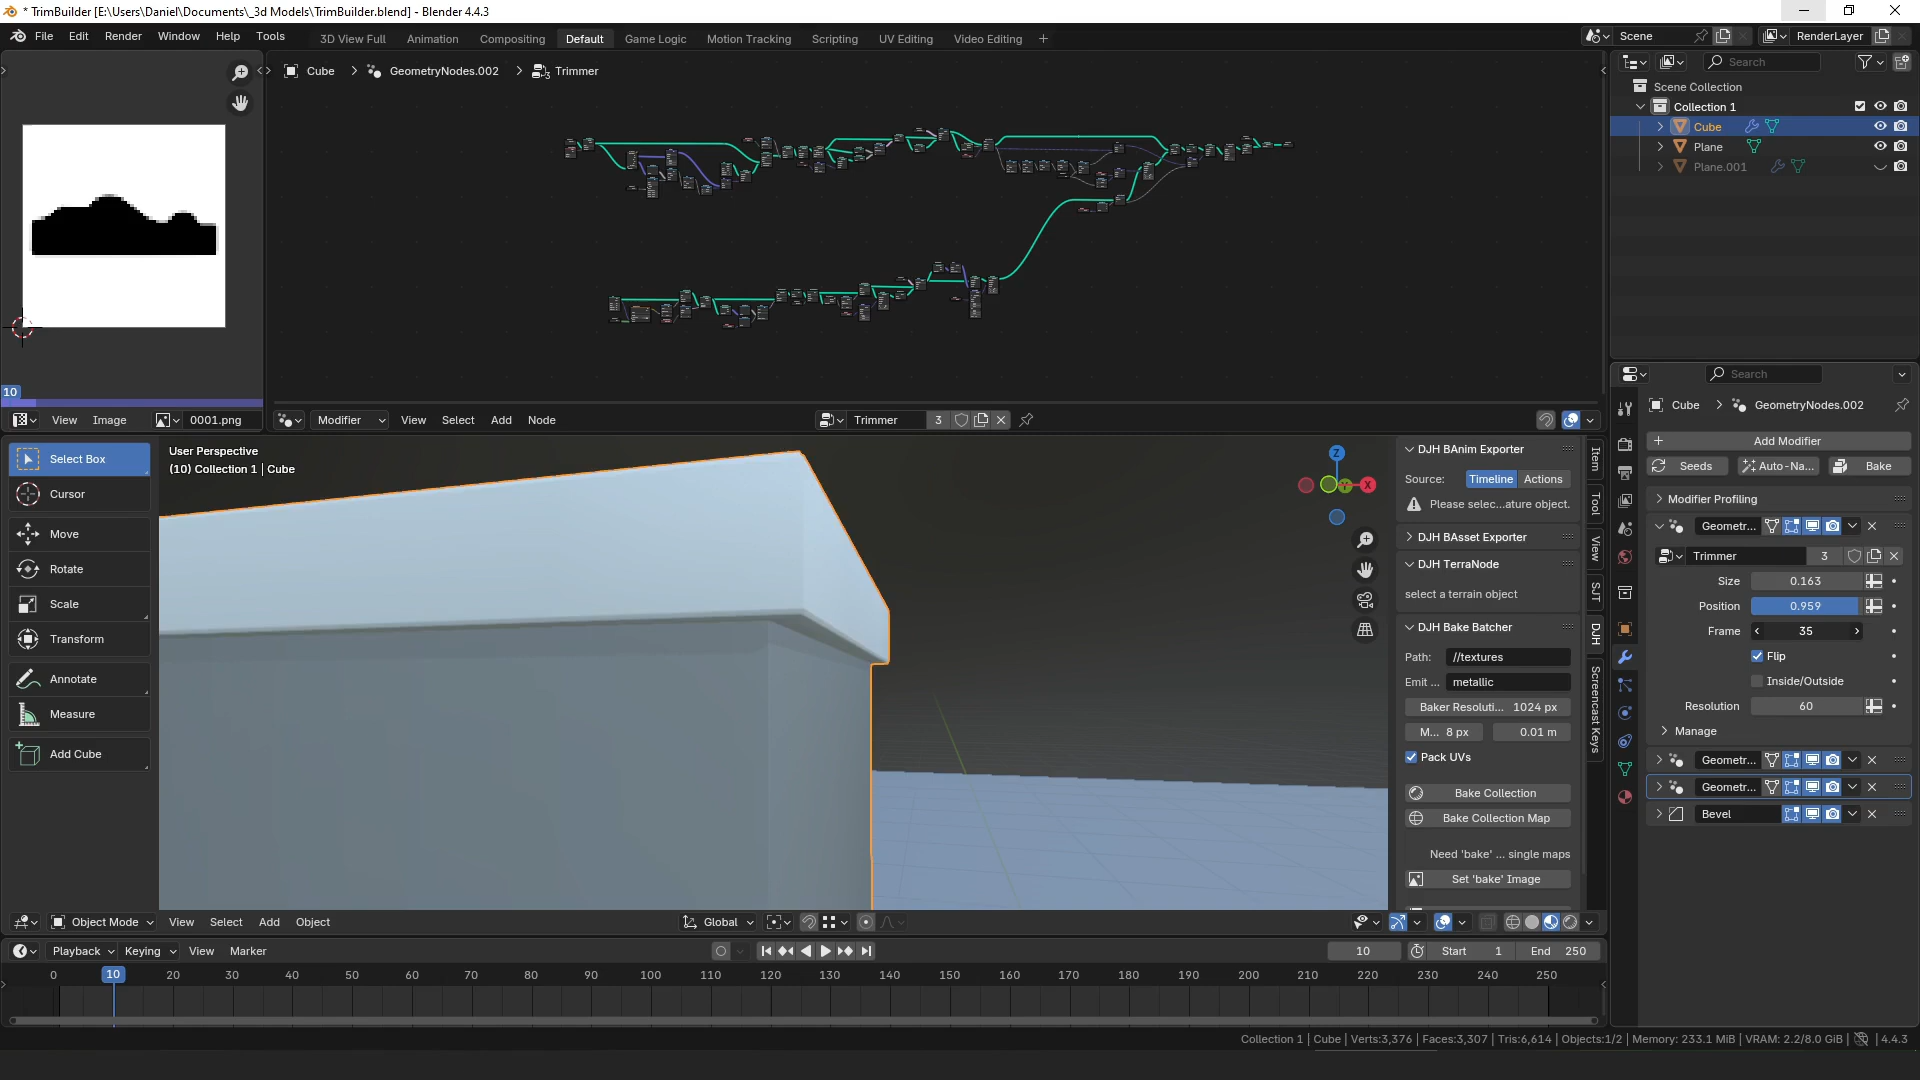 * TrimBuilder [E:\Users\Daniel\Documents\_3d Models\TrimBuilder.blend] - Blender 4.4.3
File Edit Render Window Help Tools
3D View Full Animation Compositing Default Game Logic Motion Tracking Scripting UV Editing Video Editing +
Scene RenderLayer
Cube > GeometryNodes.002 > Trimmer
Search
Scene Collection
Collection 1
Cube
Plane
Plane.001
10
View Image 0001.png
Modifier View Select Add Node
Trimmer 3
Select Box
Cursor
Move
Rotate
Scale
Transform
Annotate
Measure
Add Cube
User Perspective
(10) Collection 1 | Cube
Z
Y
X
DJH BAnim Exporter
Source: Timeline Actions
Please selec...ature object.
DJH BAsset Exporter
DJH TerraNode
select a terrain object
DJH Bake Batcher
Path: //textures
Emit ... metallic
Baker Resoluti... 1024 px
M... 8 px 0.01 m
Pack UVs
Bake Collection
Bake Collection Map
Need 'bake' ... single maps
Set 'bake' Image
Item
Tool
View
SJT
DJH
Screencast Keys
Search
Cube > GeometryNodes.002
Add Modifier
Seeds Auto-Na... Bake
Modifier Profiling
Geometr...
Trimmer 3
Size 0.163
Position 0.959
Frame 35
Flip
Inside/Outside
Resolution 60
Manage
Geometr...
Geometr...
Bevel
Object Mode View Select Add Object
Global
Playback Keying View Marker
10 Start 1 End 250
0 10 20 30 40 50 60 70 80 90 100 110 120 130 140 150 160 170 180 190 200 210 220 230 240 250
Collection 1 | Cube | Verts:3,376 | Faces:3,307 | Tris:6,614 | Objects:1/2 | Memory: 233.1 MiB | VRAM: 2.2/8.0 GiB | 4.4.3